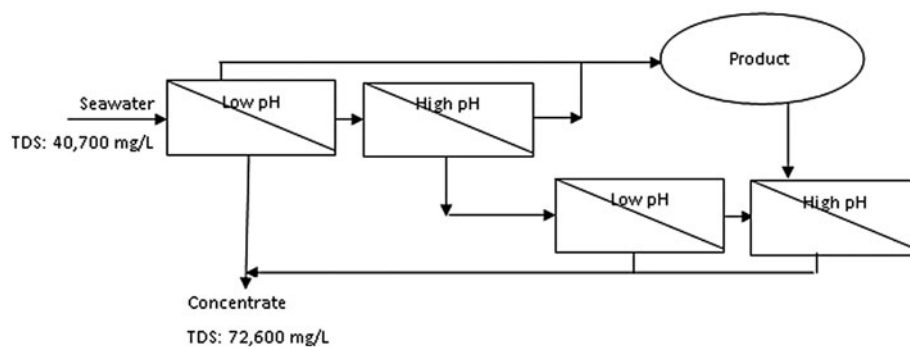 Product
Low pH
High pH
Seawater
TDS: 40,700 mg/L
Low pH
High pH
Concentrate
TDS: 72,600 mg/L